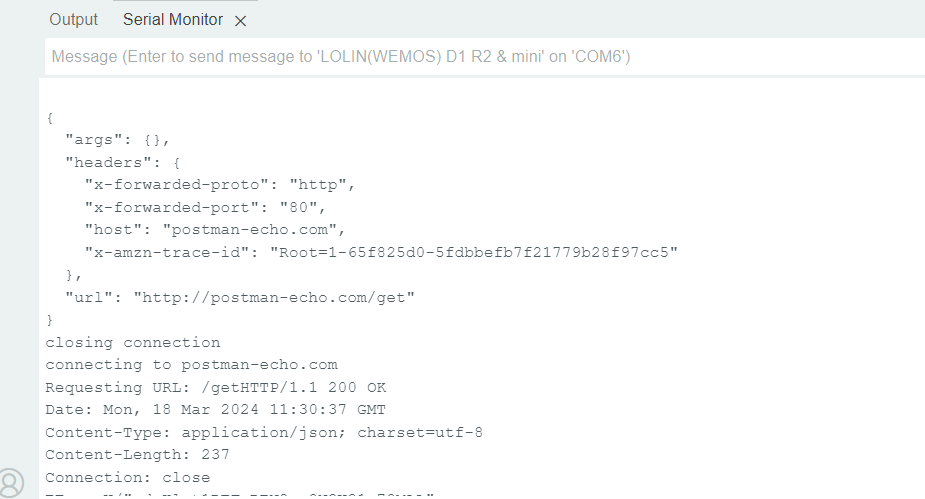 Output Serial Monitor
Message (Enter to send message to 'LOLIN(WEMOS) D1 R2 & mini' on 'COM6')
{
"args": {},
"headers": {
"x-forwarded-proto": "http",
"x-forwarded-port": "80",
"host": "postman-echo.com",
"x-amzn-trace-id": "Root=1-65f825d0-5fdbbefb7f21779b28f97cc5"
},
"url": "http://postman-echo.com/get"
}
closing connection
connecting to postman-echo.com
Requesting URL: /getHTTP/1.1 200 OK
Date: Mon, 18 Mar 2024 11:30:37 GMT
Content-Type: application/json; charset=utf-8
Content-Length: 237
Connection: close